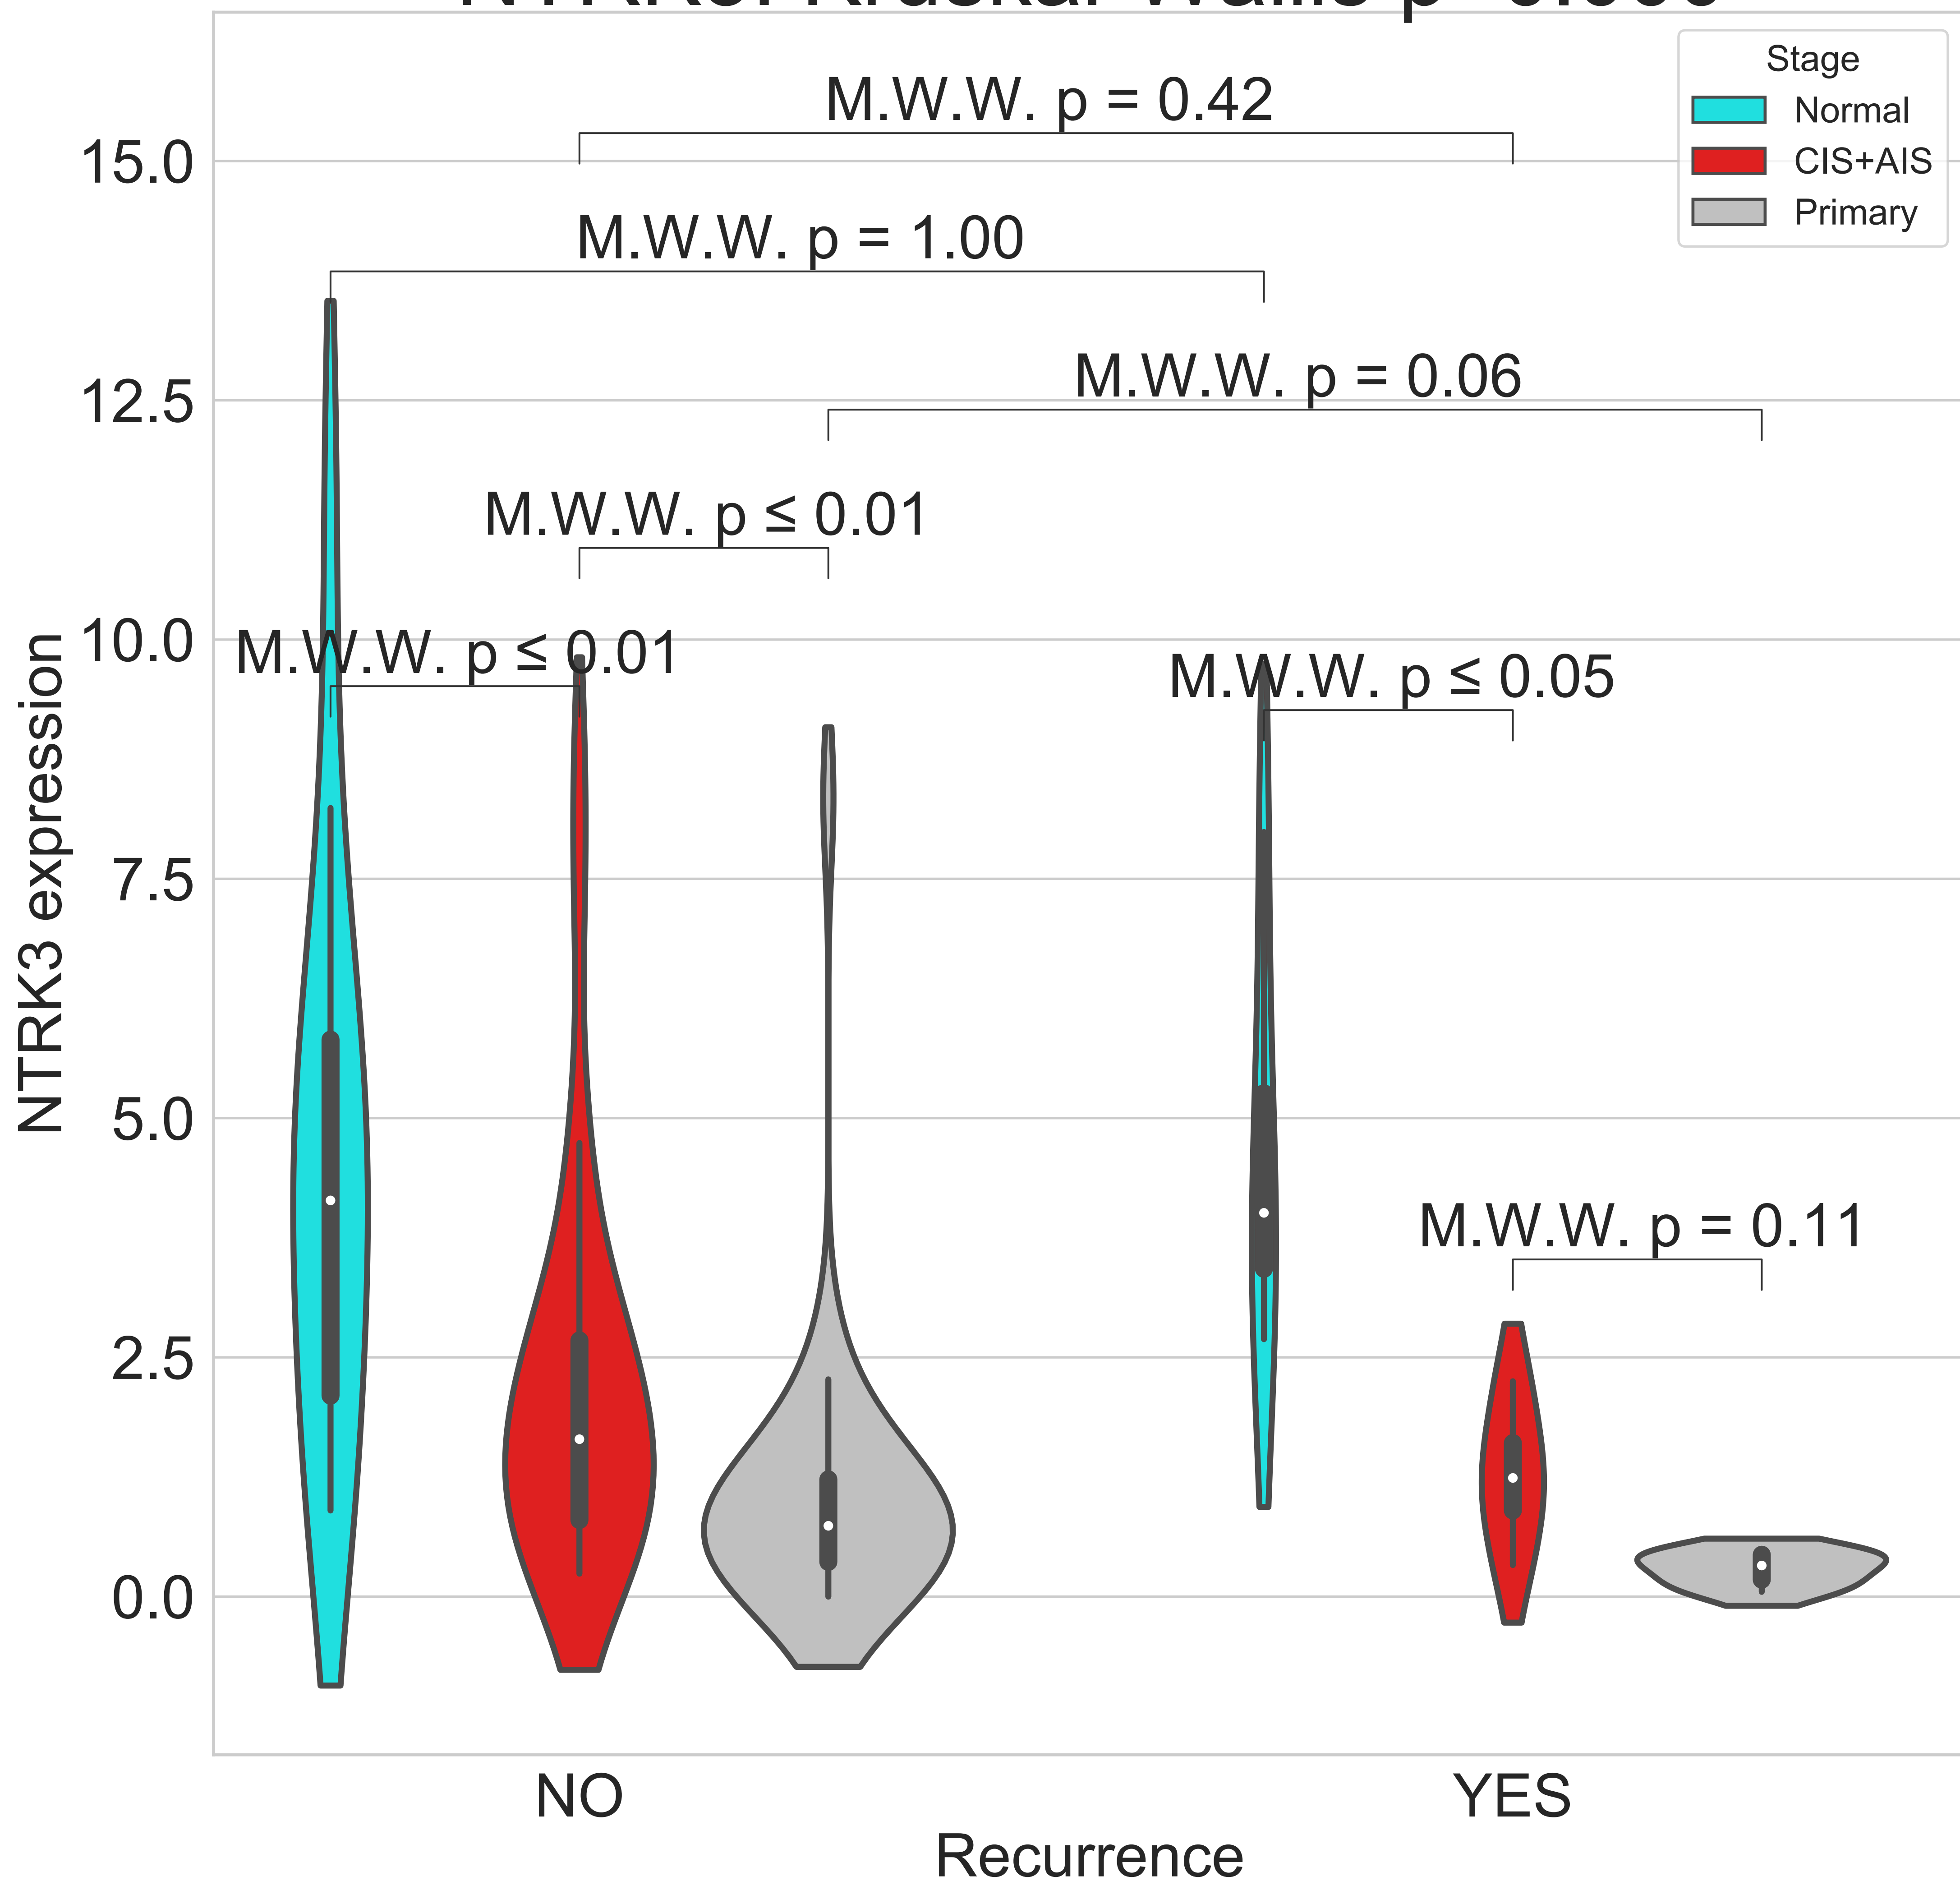 Stage
Normal
CIS+AIS
Primary
M.W.W. p = 0.42
M.W.W. p = 1.00
M.W.W. p = 0.06
M.W.W. p ≤ 0.01
M.W.W. p ≤ 0.01
M.W.W. p ≤ 0.05
M.W.W. p = 0.11
15.0
12.5
10.0
7.5
5.0
2.5
0.0
NTRK3 expression
NO
YES
Recurrence